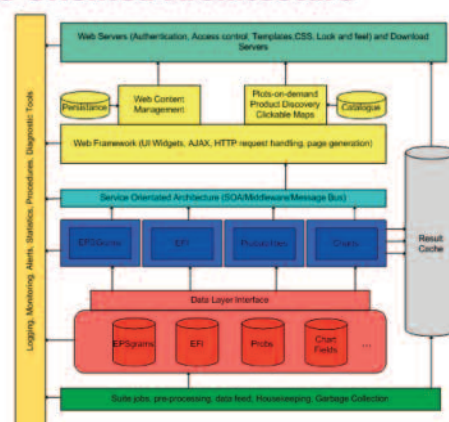 Web Servers (Authentication, Access control, Templates,CSS, Look and feel) and Download
Servers
Persistance
Web Content
Management
Plots-on-demand
Product Discovery
Clickable Maps
Catalogue
Web Framework (UI Widgets, AJAX, HTTP request handling, page generation)
Service Orientated Architecture (SOA/Middleware/Message Bus)
EPSgrams
EFI
Probabilities
Charts
Result
Cache
Data Layer Interface
EPSgrams
EFI
Probs
Chart
Fields
...
Suite jobs, pre-processing, data feed, Housekeeping, Garbage Collection
Logging, Monitoring, Alerts, Statistics, Procedures, Diagnostic Tools